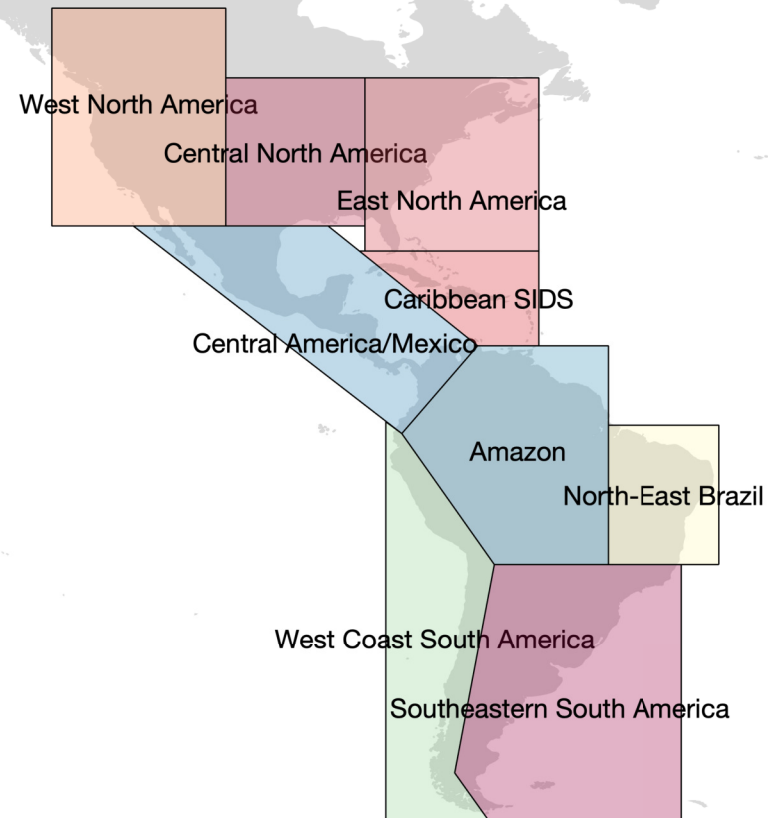 West North America
Central North America
East North America
Caribbean SIDS
Central America/Mexico
Amazon
North-East Brazil
West Coast South America
Southeastern South America